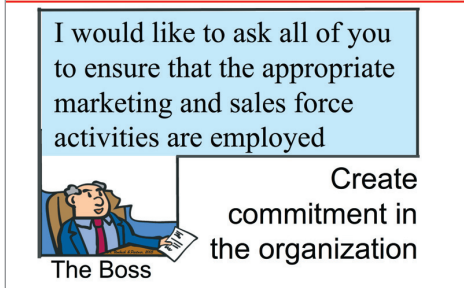 I would like to ask all of you
to ensure that the appropriate
marketing and sales force
activities are employed
Create
commitment in
the organization
The Boss